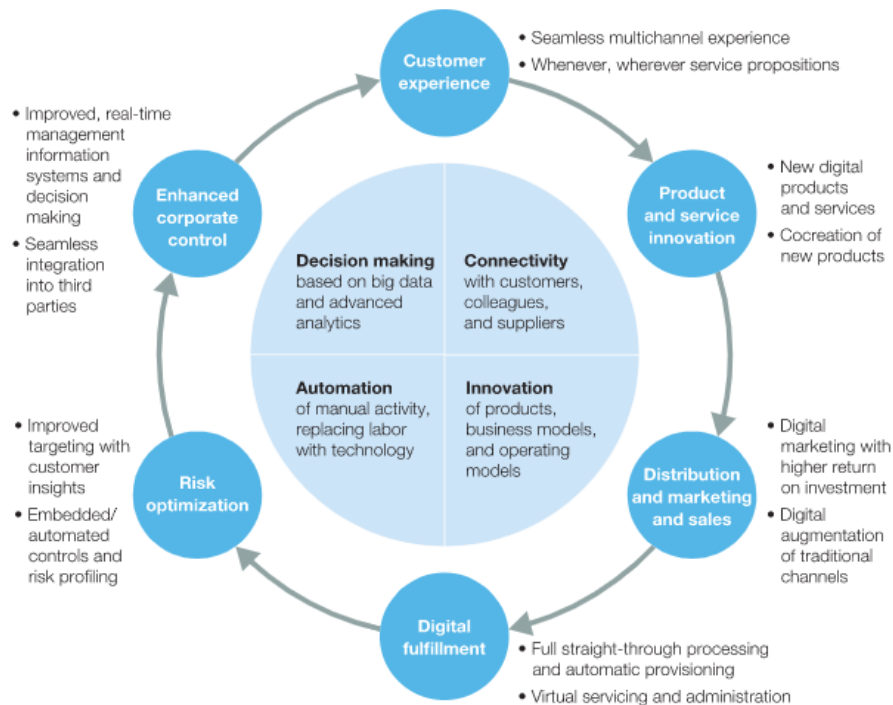 Customer
experience
• Seamless multichannel experience
• Whenever, wherever service propositions
Product
and service
innovation
• New digital
products
and services
• Cocreation of
new products
Distribution
and marketing
and sales
• Digital
marketing with
higher return
on investment
• Digital
augmentation
of traditional
channels
Digital
fulfillment
• Full straight-through processing
and automatic provisioning
• Virtual servicing and administration
Risk
optimization
• Improved
targeting with
customer
insights
• Embedded/
automated
controls and
risk profiling
Enhanced
corporate
control
• Improved, real-time
management
information
systems and
decision
making
• Seamless
integration
into third
parties
Decision making
based on big data
and advanced
analytics
Connectivity
with customers,
colleagues,
and suppliers
Automation
of manual activity,
replacing labor
with technology
Innovation
of products,
business models,
and operating
models